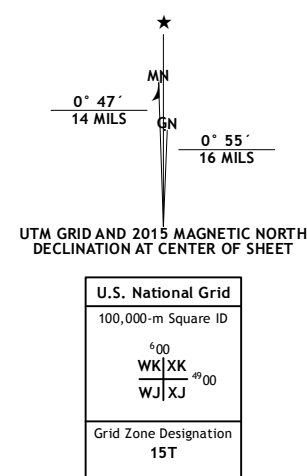 ★
MN
0° 47´
14 MILS
GN
0° 55´
16 MILS
UTM GRID AND 2015 MAGNETIC NORTH
DECLINATION AT CENTER OF SHEET
U.S. National Grid
100,000-m Square ID
⁶00
WK XK
⁴⁹00
WJ XJ
Grid Zone Designation
15T